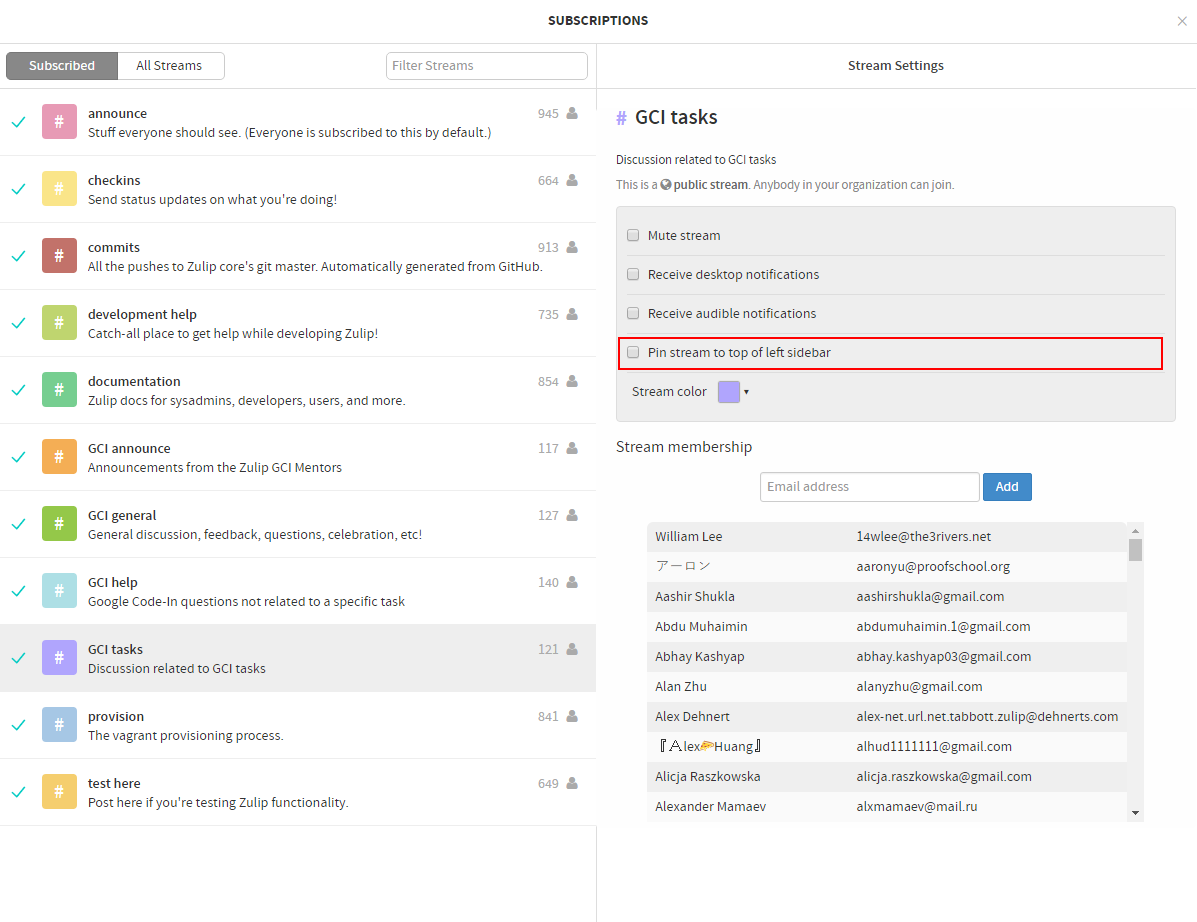 SUBSCRIPTIONS
×
Subscribed
All Streams
Filter Streams
Stream Settings
# announce 945
Stuff everyone should see. (Everyone is subscribed to this by default.)
# checkins 664
Send status updates on what you're doing!
# commits 913
All the pushes to Zulip core's git master. Automatically generated from GitHub.
# development help 735
Catch-all place to get help while developing Zulip!
# documentation 854
Zulip docs for sysadmins, developers, users, and more.
# GCI announce 117
Announcements from the Zulip GCI Mentors
# GCI general 127
General discussion, feedback, questions, celebration, etc!
# GCI help 140
Google Code-In questions not related to a specific task
# GCI tasks 121
Discussion related to GCI tasks
# provision 841
The vagrant provisioning process.
# test here 649
Post here if you're testing Zulip functionality.
# GCI tasks
Discussion related to GCI tasks
This is a public stream. Anybody in your organization can join.
Mute stream
Receive desktop notifications
Receive audible notifications
Pin stream to top of left sidebar
Stream color
Stream membership
Email address Add
William Lee 14wlee@the3rivers.net
アーロン aaronyu@proofschool.org
Aashir Shukla aashirshukla@gmail.com
Abdu Muhaimin abdumuhaimin.1@gmail.com
Abhay Kashyap abhay.kashyap03@gmail.com
Alan Zhu alanyzhu@gmail.com
Alex Dehnert alex-net.url.net.tabbott.zulip@dehnerts.com
『Alex🍕Huang』 alhud1111111@gmail.com
Alicja Raszkowska alicja.raszkowska@gmail.com
Alexander Mamaev alxmamaev@mail.ru